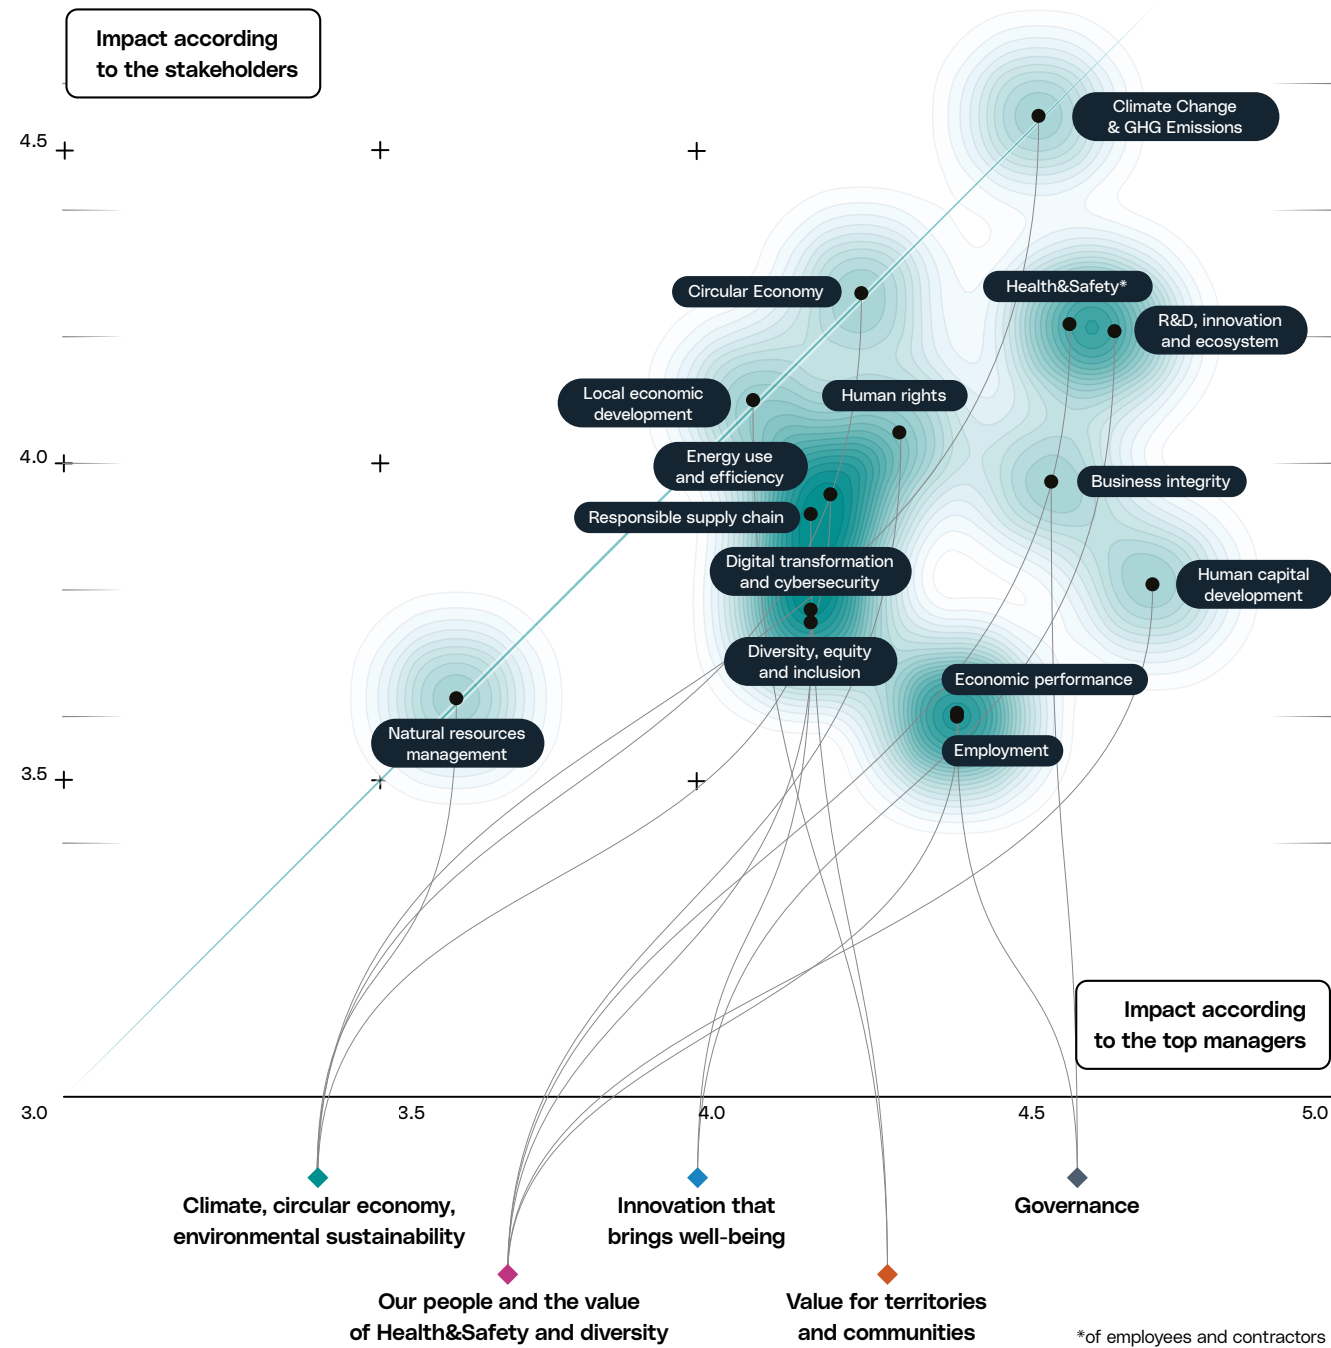 Impact according
to the stakeholders
Climate Change
& GHG Emissions
4.5
Circular Economy
Health&Safety*
R&D, innovation
and ecosystem
Local economic
development
Human rights
4.0
Energy use
and efficiency
Business integrity
Responsible supply chain
Digital transformation
and cybersecurity
Human capital
development
Diversity, equity
and inclusion
Economic performance
Natural resources
management
Employment
3.5
Impact according
to the top managers
3.0
3.5
4.0
4.5
5.0
Climate, circular economy,
environmental sustainability
Innovation that
brings well-being
Governance
Our people and the value
of Health&Safety and diversity
Value for territories
and communities
*of employees and contractors